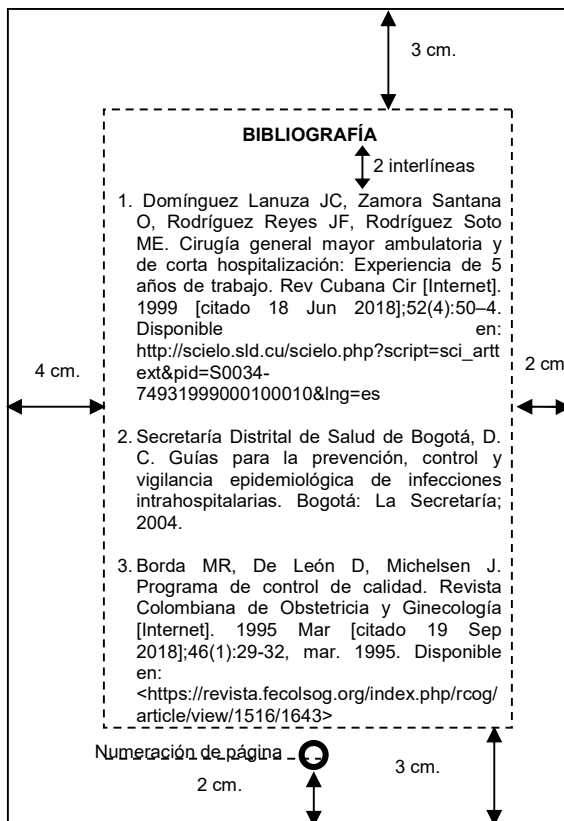 3 cm.
BIBLIOGRAFÍA
2 interlíneas
1. Domínguez Lanuza JC, Zamora Santana
O, Rodríguez Reyes JF, Rodríguez Soto
ME. Cirugía general mayor ambulatoria y
de corta hospitalización: Experiencia de 5
años de trabajo. Rev Cubana Cir [Internet].
1999 [citado 18 Jun 2018];52(4):50–4.
Disponible en:
http://scielo.sld.cu/scielo.php?script=sci_artt
ext&pid=S0034-
74931999000100010&lng=es
4 cm.
2 cm
2. Secretaría Distrital de Salud de Bogotá, D.
C. Guías para la prevención, control y
vigilancia epidemiológica de infecciones
intrahospitalarias. Bogotá: La Secretaría;
2004.
3. Borda MR, De León D, Michelsen J.
Programa de control de calidad. Revista
Colombiana de Obstetricia y Ginecología
[Internet]. 1995 Mar [citado 19 Sep
2018];46(1):29-32, mar. 1995. Disponible
en:
<https://revista.fecolsog.org/index.php/rcog/
article/view/1516/1643>
Numeración de página
2 cm.
3 cm.